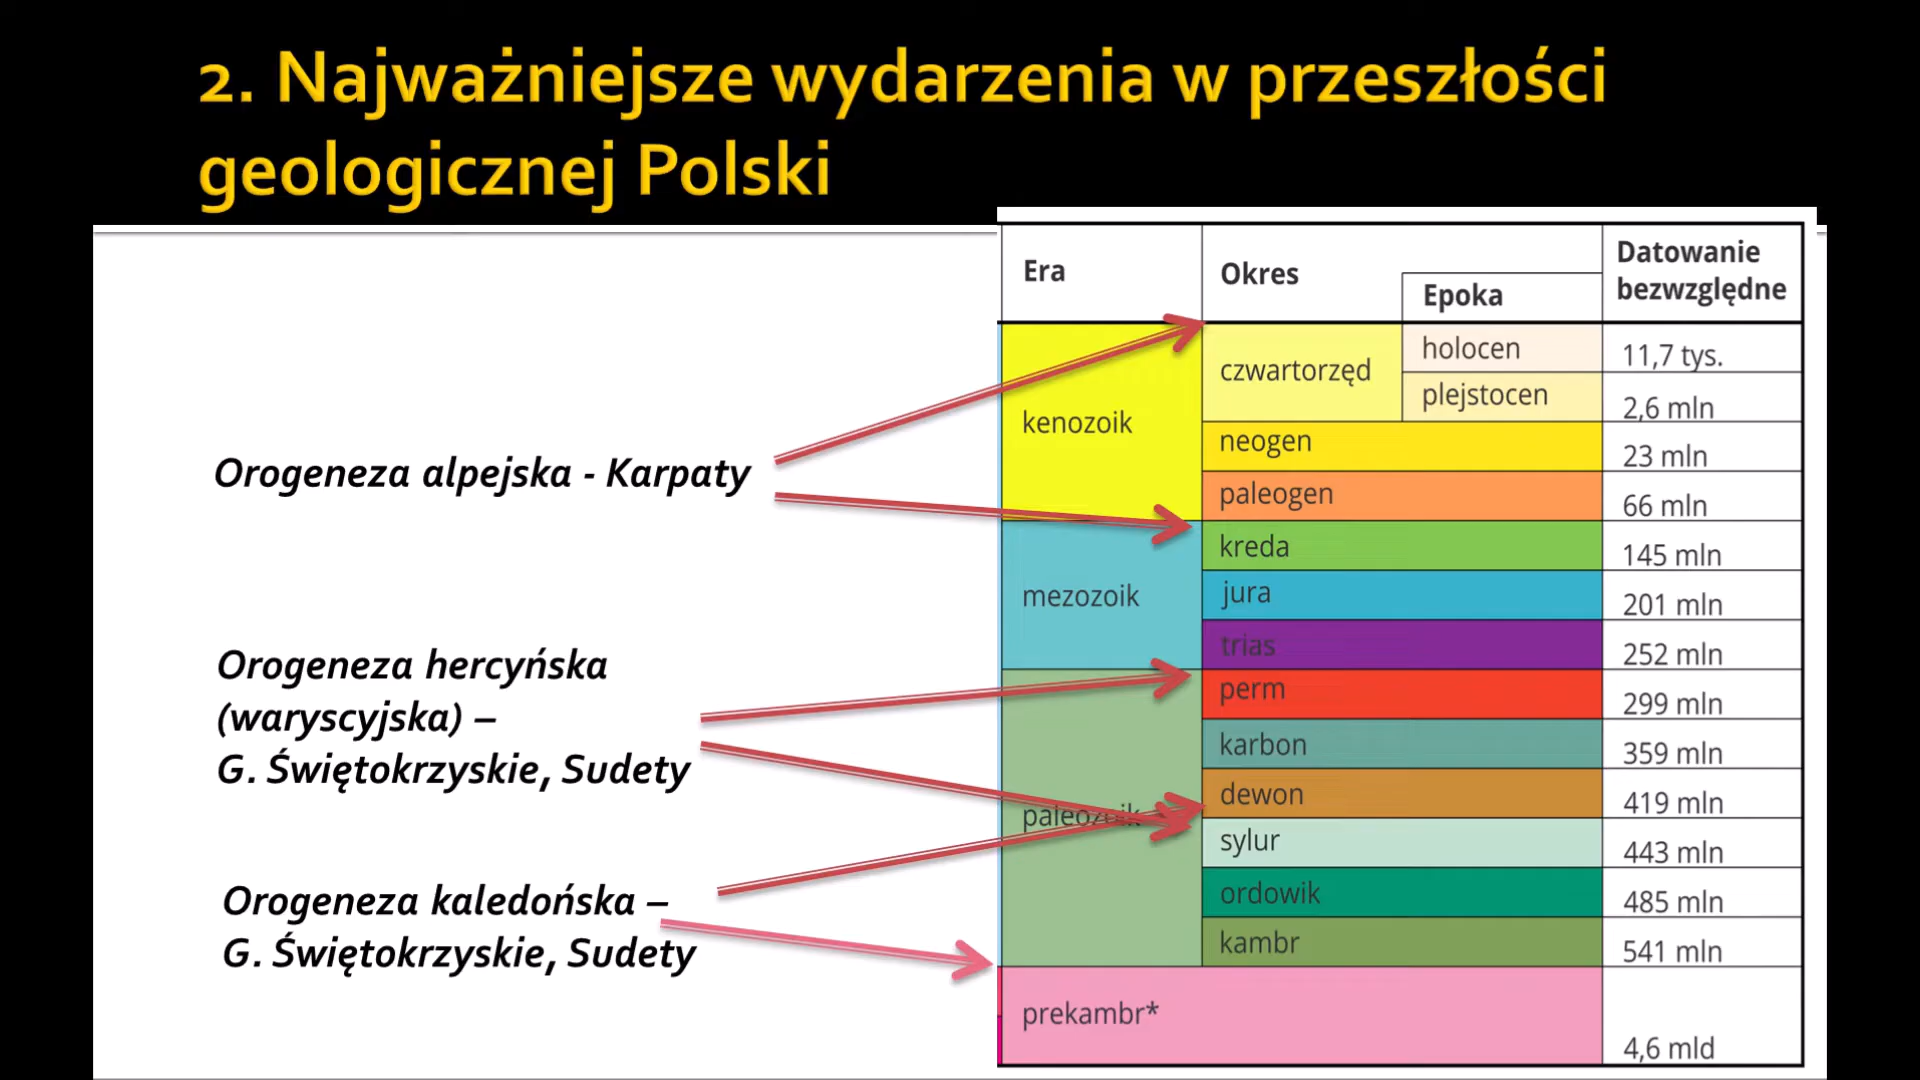 2. Najważniejsze wydarzenia w przeszłości
geologicznej Polski
Orogeneza alpejska - Karpaty
Orogeneza hercyńska
(waryscyjska) –
G. Świętokrzyskie, Sudety
Orogeneza kaledońska –
G. Świętokrzyskie, Sudety
Era
Okres
Epoka
Datowanie
bezwzględne
kenozoik
czwartorzęd
holocen
11,7 tys.
plejstocen
2,6 mln
neogen
23 mln
paleogen
66 mln
mezozoik
kreda
145 mln
jura
201 mln
trias
252 mln
paleozoik
perm
299 mln
karbon
359 mln
dewon
419 mln
sylur
443 mln
ordowik
485 mln
kambr
541 mln
prekambr*
4,6 mld